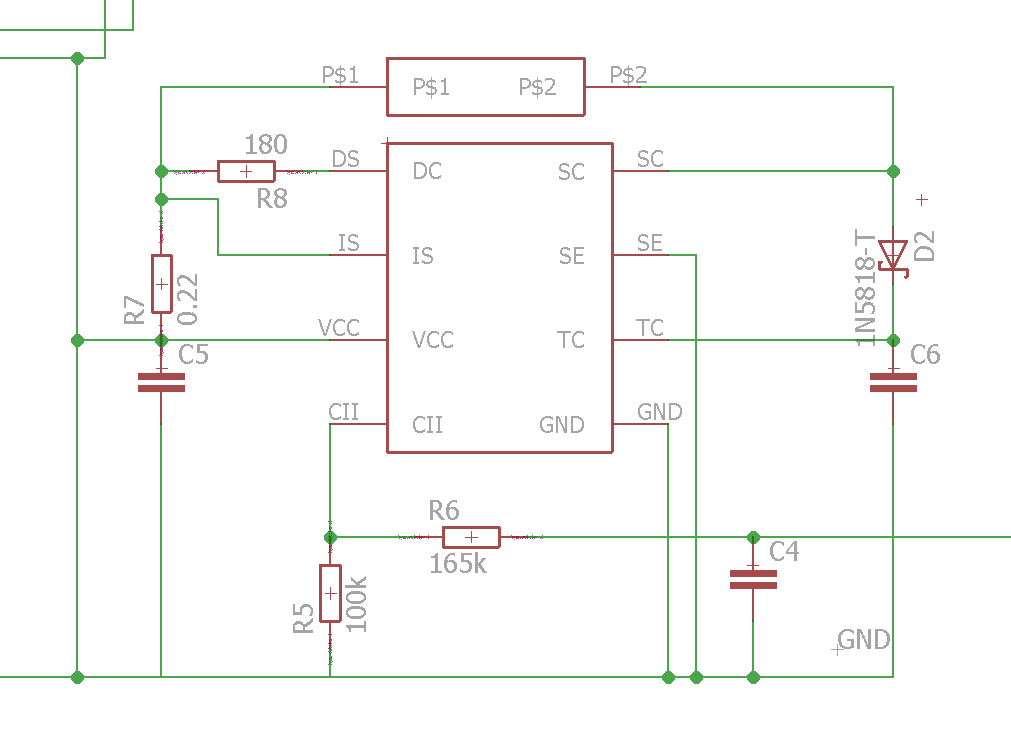 P$1
P$1
P$2
P$2
180
R8
DS
DC
SC
SC
IS
IS
SE
SE
D2
1N5818-T
R7
0.22
VCC
VCC
TC
TC
C5
C6
CII
CII
GND
GND
R6
165k
C4
R5
100k
GND